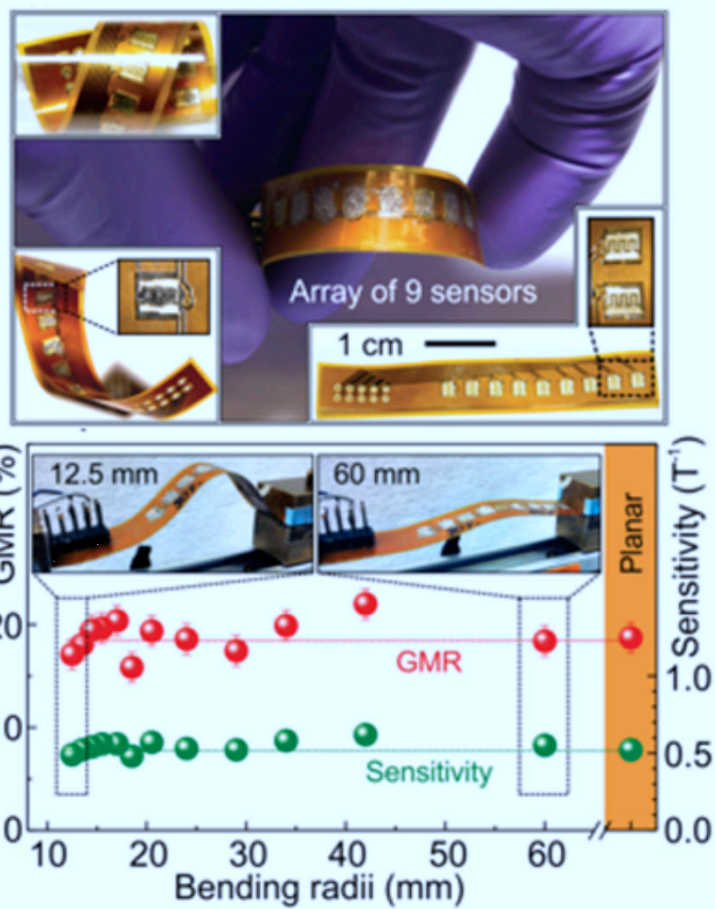 Array of 9 sensors
1 cm
GMR (%)
12.5 mm
60 mm
Planar
Sensitivity (T⁻¹)
20
GMR
1.0
0
Sensitivity
0.5
0
0.0
10 20 30 40 50 60
Bending radii (mm)